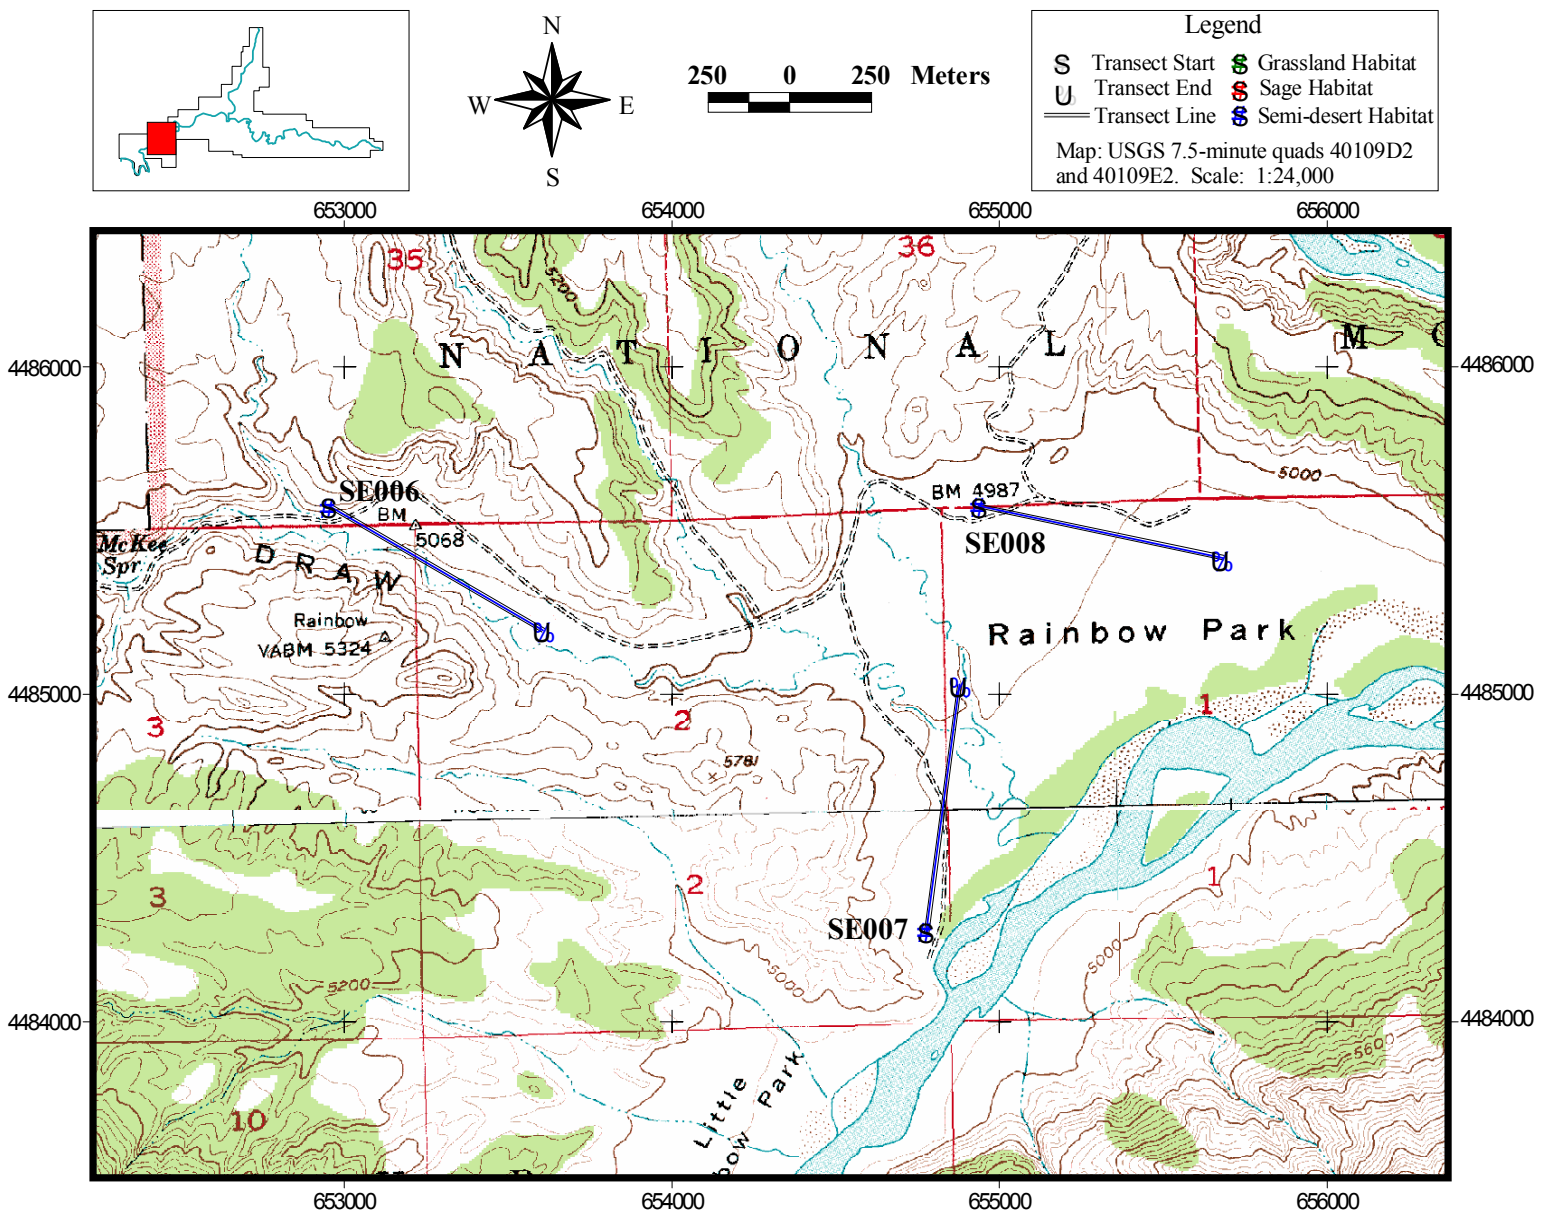 N
W E
S
250 0 250 Meters
Legend
S Transect Start S Grassland Habitat
U Transect End S Sage Habitat
Transect Line S Semi-desert Habitat
Map: USGS 7.5-minute quads 40109D2
and 40109E2. Scale: 1:24,000
653000 654000 655000 656000
35 36
5200
N A T I O N A L M
4486000 4486000
5000
SE006
BM 4987
BM
5068
SE008
McKee
Spr
DRAW
Rainbow
VABM 5324
Rainbow Park
4485000 4485000
3 2 1
5781
3 2 1
SE007
5000
5000
5200
4484000 4484000
5600
Little
Park
10
653000 654000 655000 656000